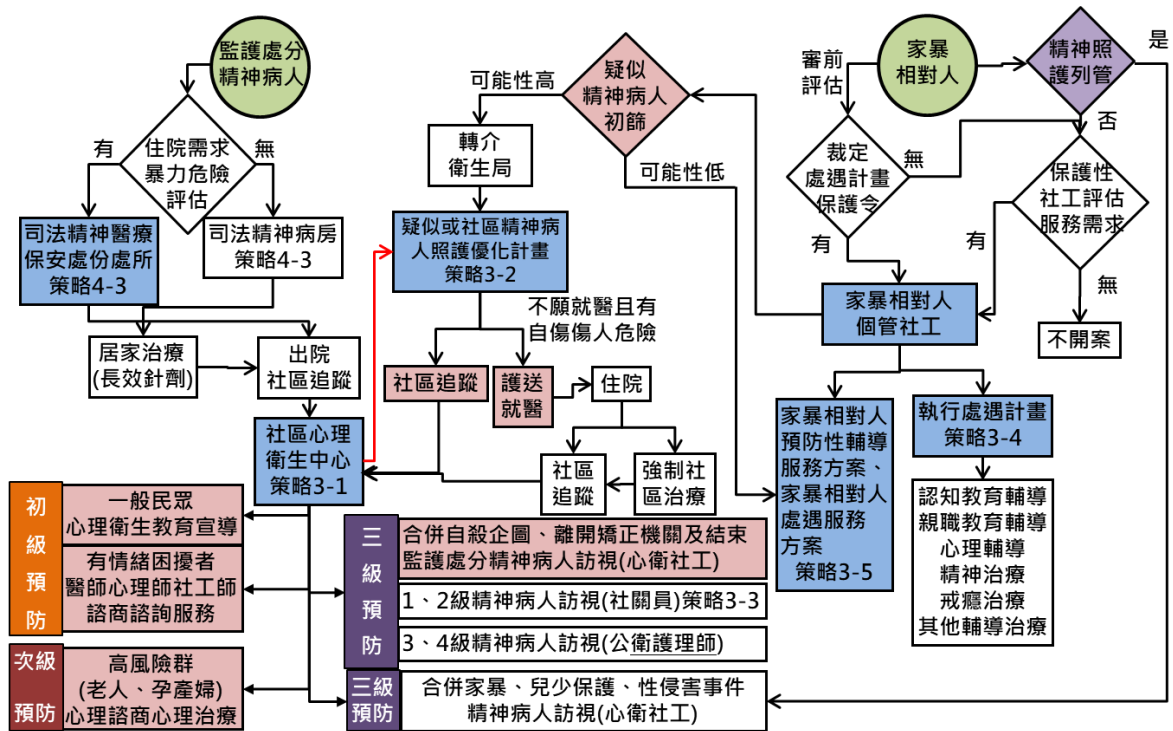 監護處分
精神病人
有
無
住院需求
暴力危險
評估
司法精神醫療
保安處份處所
策略4-3
司法精神病房
策略4-3
居家治療
(長效針劑)
出院
社區追蹤
社區心理
衛生中心
策略3-1
可能性高
疑似
精神病人
初篩
可能性低
轉介
衛生局
疑似或社區精神病
人照護優化計畫
策略3-2
不願就醫且有
自傷傷人危險
社區追蹤
護送
就醫
住院
社區
追蹤
強制社
區治療
審前
評估
家暴
相對人
精神照
護列管
是
否
裁定
處遇計畫
保護令
無
有
保護性
社工評估
服務需求
有
無
不開案
家暴相對人
個管社工
家暴相對人
預防性輔導
服務方案、
家暴相對人
處遇服務
方案
策略3-5
執行處遇計畫
策略3-4
認知教育輔導
親職教育輔導
心理輔導
精神治療
戒癮治療
其他輔導治療
初
級
預
防
一般民眾
心理衛生教育宣導
有情緒困擾者
醫師心理師社工師
諮商諮詢服務
次級
預防
高風險群
(老人、孕產婦)
心理諮商心理治療
三
級
預
防
合併自殺企圖、離開矯正機關及結束
監護處分精神病人訪視(心衛社工)
1、2級精神病人訪視(社關員)策略3-3
3、4級精神病人訪視(公衛護理師)
三級
預防
合併家暴、兒少保護、性侵害事件
精神病人訪視(心衛社工)